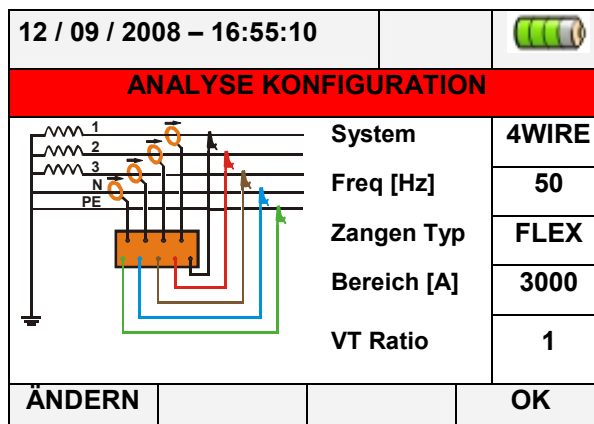 12 / 09 / 2008 – 16:55:10
ANALYSE KONFIGURATION
1
2
3
N
PE
System 4WIRE
Freq [Hz] 50
Zangen Typ FLEX
Bereich [A] 3000
VT Ratio 1
ÄNDERN OK